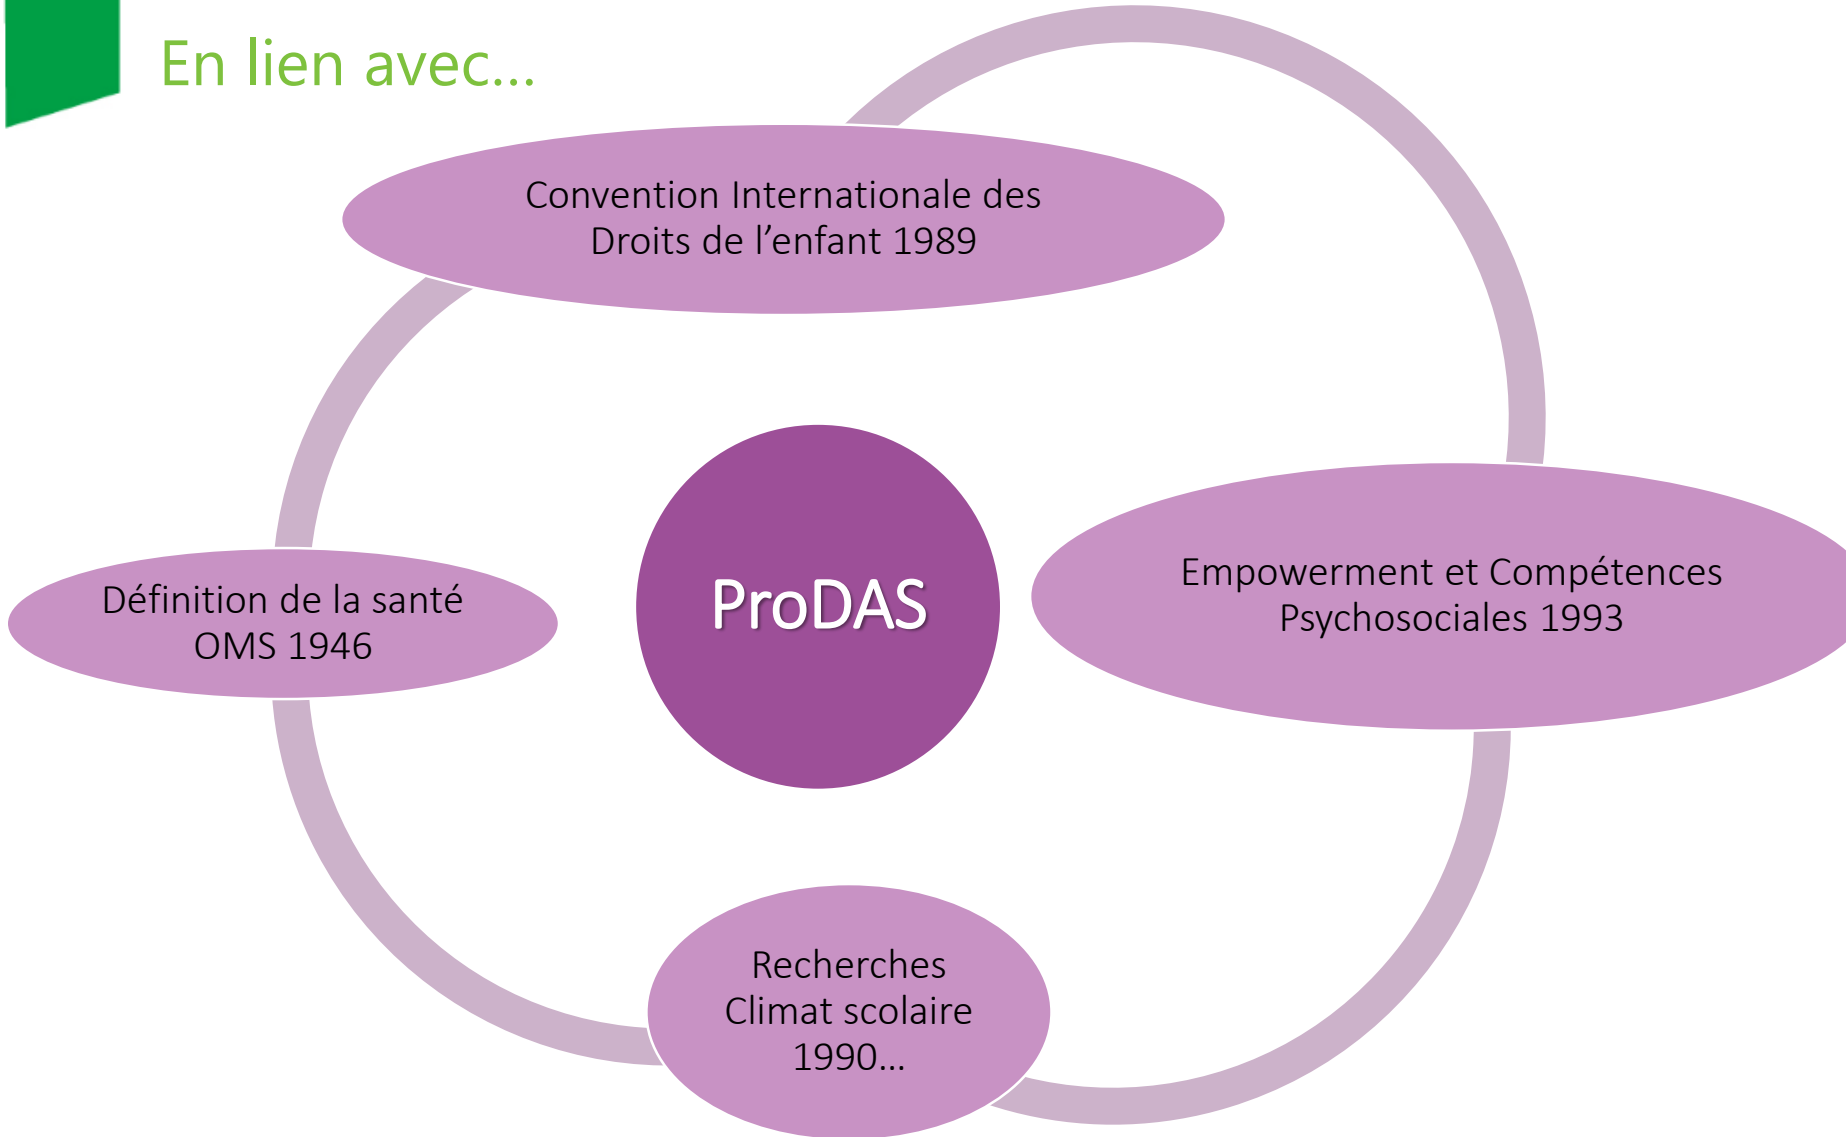 En lien avec...
Convention Internationale des
Droits de l’enfant 1989
Définition de la santé
OMS 1946
ProDAS
Empowerment et Compétences
Psychosociales 1993
Recherches
Climat scolaire
1990...